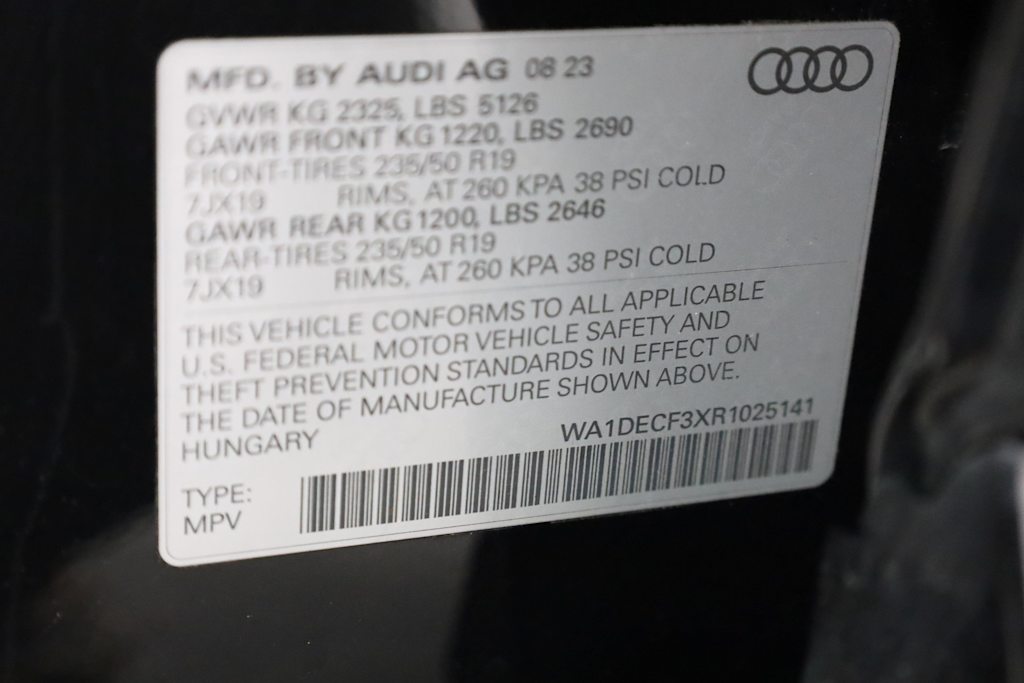 MFD. BY AUDI AG 08 23
GVWR KG 2325, LBS 5126
GAWR FRONT KG 1220, LBS 2690
FRONT-TIRES 235/50 R19
7JX19 RIMS, AT 260 KPA 38 PSI COLD
GAWR REAR KG 1200, LBS 2646
REAR-TIRES 235/50 R19
7JX19 RIMS, AT 260 KPA 38 PSI COLD
THIS VEHICLE CONFORMS TO ALL APPLICABLE
U.S. FEDERAL MOTOR VEHICLE SAFETY AND
THEFT PREVENTION STANDARDS IN EFFECT ON
THE DATE OF MANUFACTURE SHOWN ABOVE.
HUNGARY WA1DECF3XR1025141
TYPE:
MPV